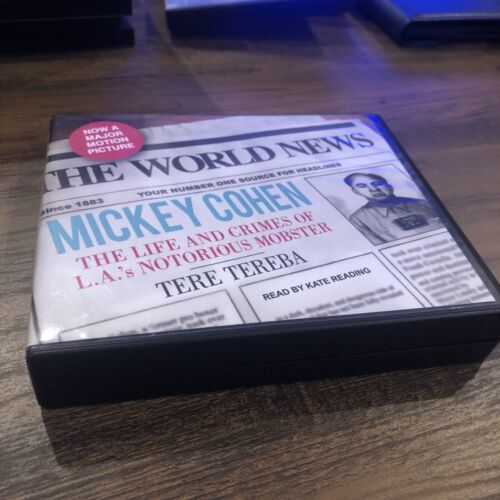 NOW A
MAJOR
MOTION
PICTURE
THE WORLD NEWS
since 1883
YOUR NUMBER ONE SOURCE FOR HEADLINES
MICKEY COHEN
THE LIFE AND CRIMES OF
L.A.'s NOTORIOUS MOBSTER
TERE TEREBA
READ BY KATE READING